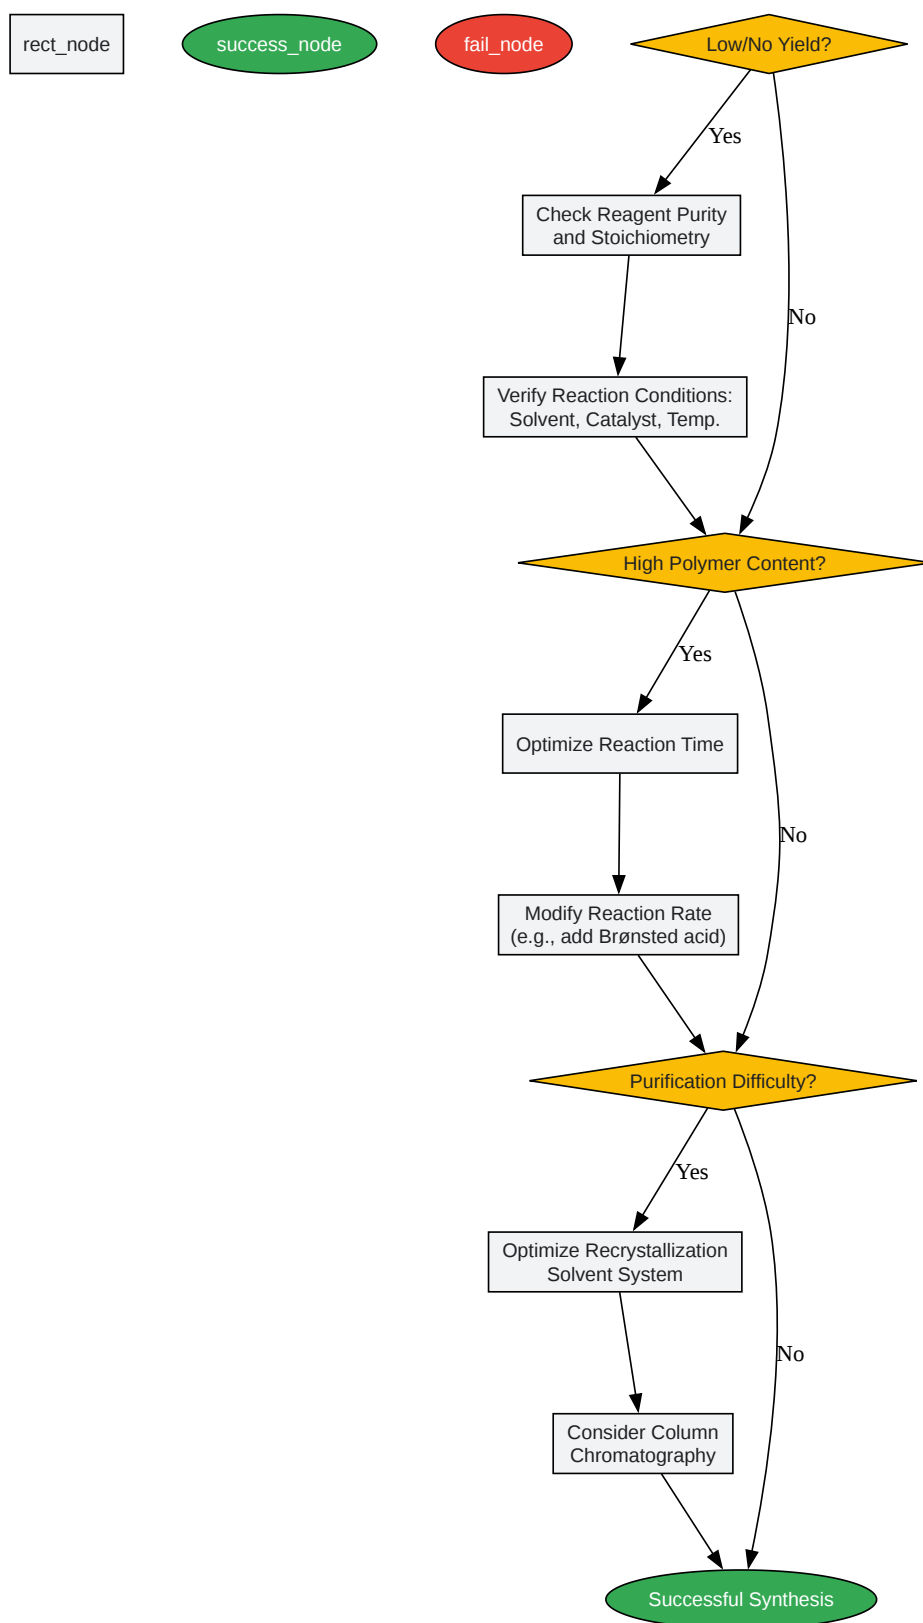 rect_node
success_node
fail_node
Low/No Yield?
Yes
Check Reagent Purity
and Stoichiometry
No
Verify Reaction Conditions:
Solvent, Catalyst, Temp.
High Polymer Content?
Yes
Optimize Reaction Time
No
Modify Reaction Rate
(e.g., add Brønsted acid)
Purification Difficulty?
Yes
Optimize Recrystallization
Solvent System
No
Consider Column
Chromatography
Successful Synthesis